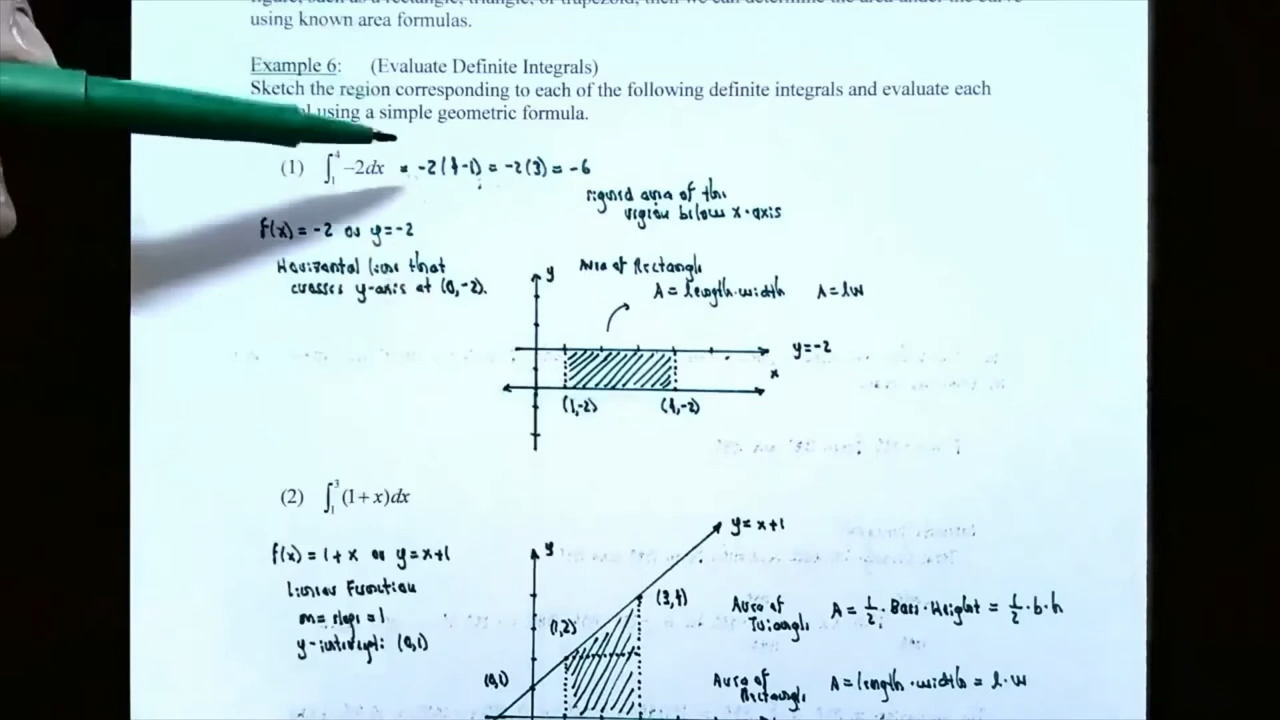 using known area formulas.
Example 6: (Evaluate Definite Integrals)
Sketch the region corresponding to each of the following definite integrals and evaluate each
using a simple geometric formula.
(1) ∫₁⁴ −2dx = -2(4-1) = -2(3) = -6
signed area of the
region below x-axis
f(x) = -2 or y=-2
Horizontal line that
crosses y-axis at (0,-2).
y
Area of Rectangle
A = length·width A = lw
y=-2
x
(1,-2) (4,-2)
(2) ∫₁³ (1+x)dx
y = x+1
f(x) = 1+x or y=x+1
y
Linear Function
m = slope = 1
y-intercept: (0,1)
(3,4)
(1,2)
(0,1)
Area of
Triangle
A = 1/2 · Base · Height = 1/2 · b · h
Area of
Rectangle
A = length · width = l · w